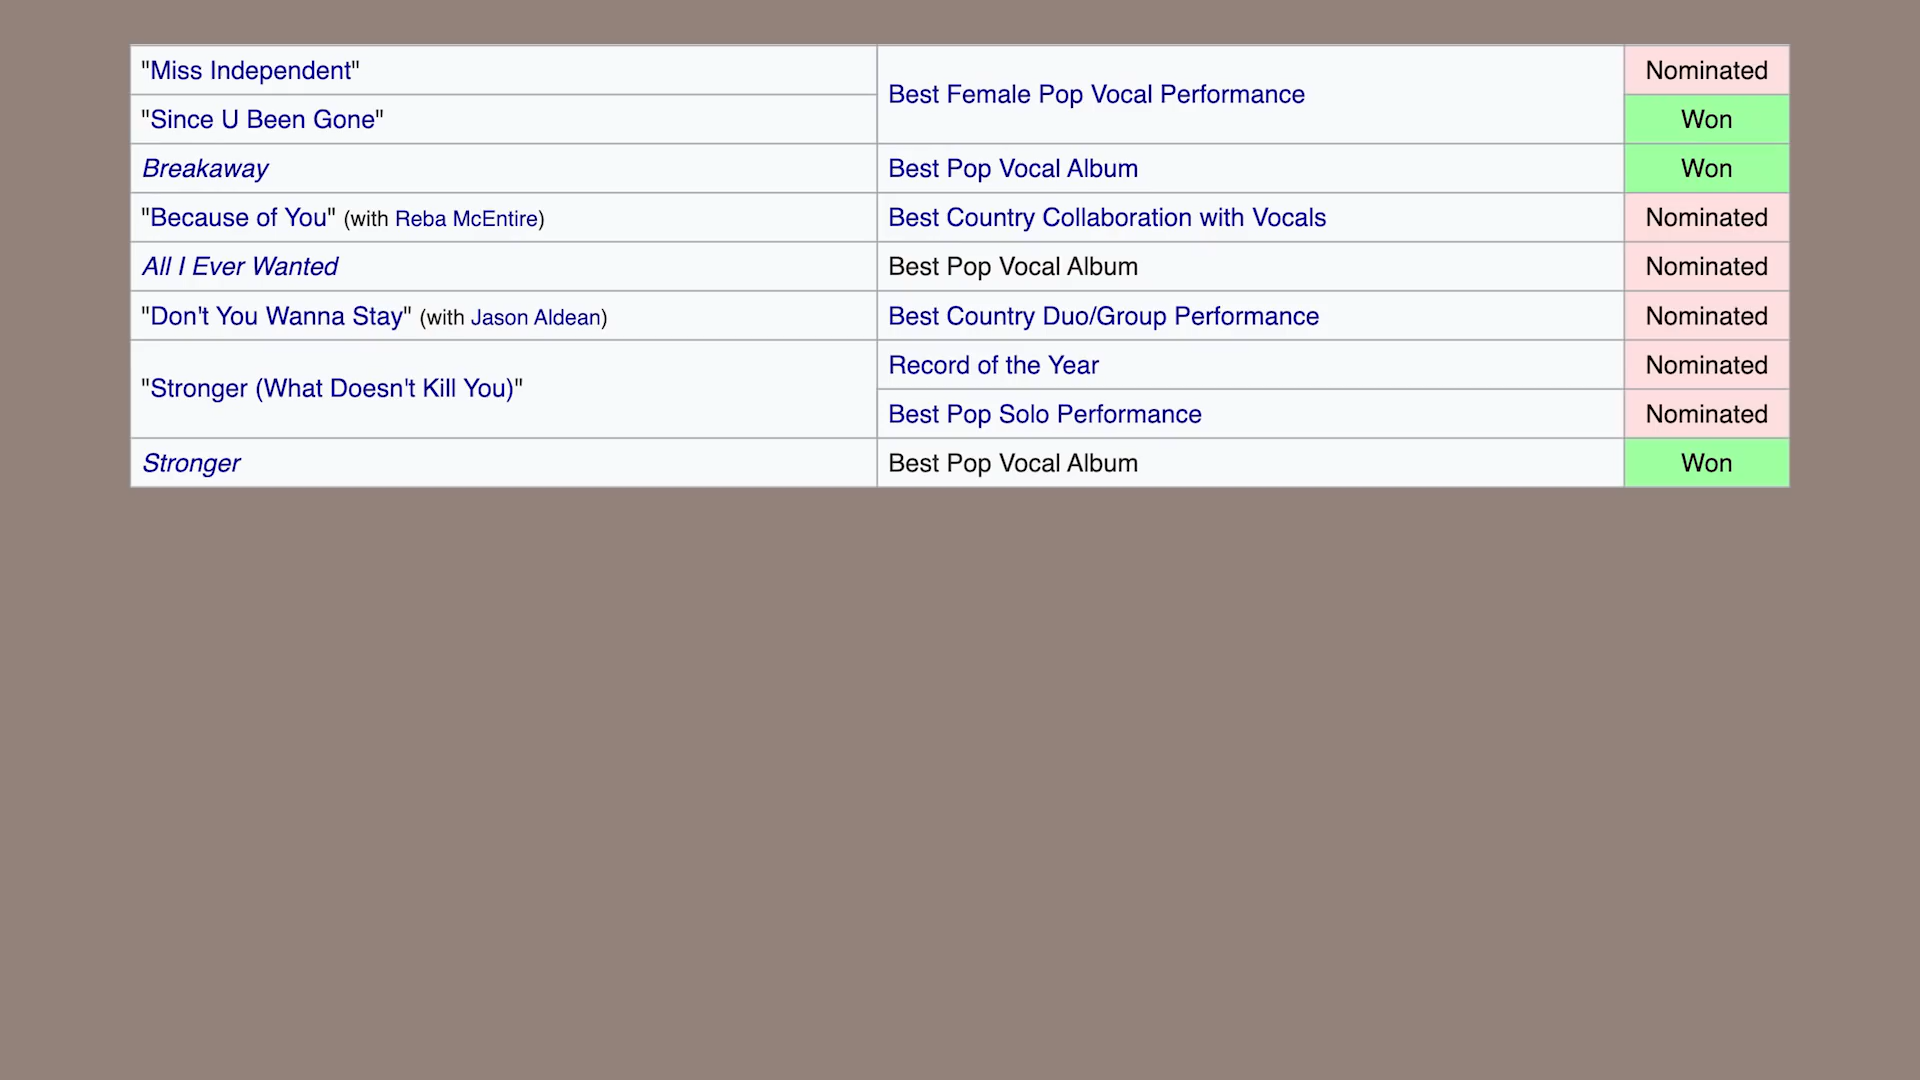 "Miss Independent"
Best Female Pop Vocal Performance
Nominated
"Since U Been Gone"
Won
Breakaway
Best Pop Vocal Album
Won
"Because of You" (with Reba McEntire)
Best Country Collaboration with Vocals
Nominated
All I Ever Wanted
Best Pop Vocal Album
Nominated
"Don't You Wanna Stay" (with Jason Aldean)
Best Country Duo/Group Performance
Nominated
"Stronger (What Doesn't Kill You)"
Record of the Year
Nominated
Best Pop Solo Performance
Nominated
Stronger
Best Pop Vocal Album
Won